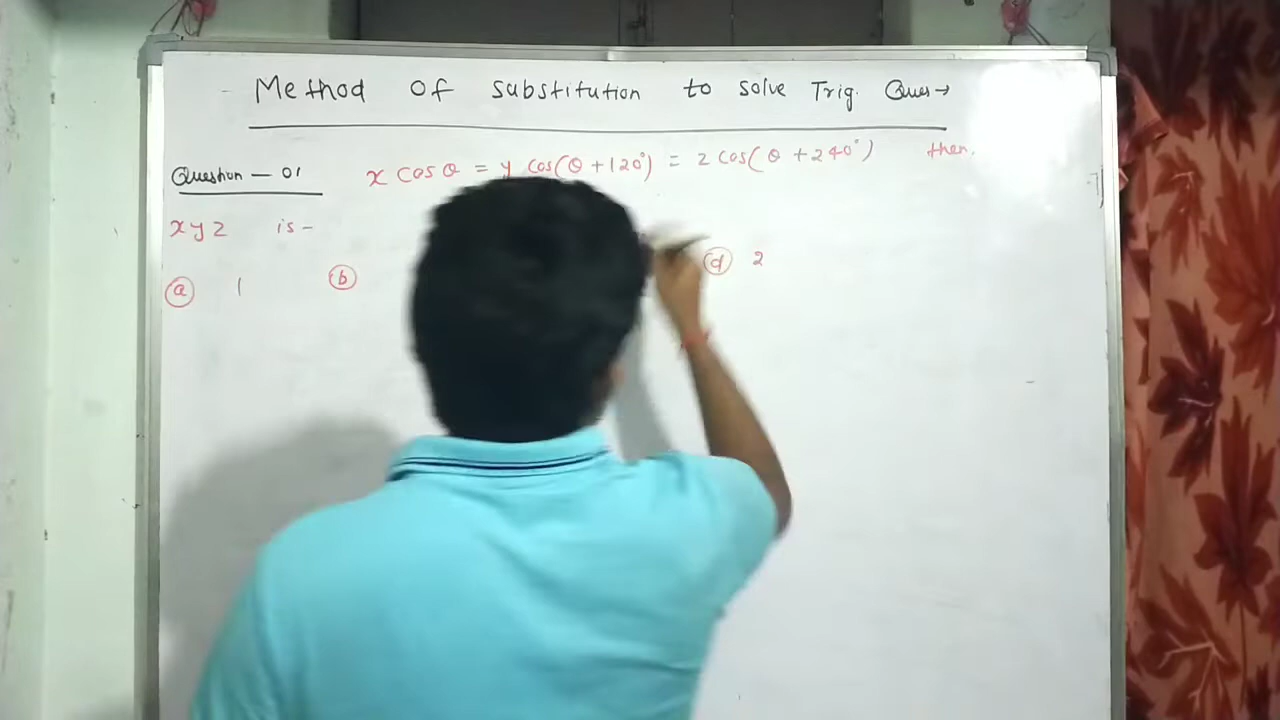 Method Of substitution to solve Trig. Ques →
Question - 01 x Cos θ = y cos(θ + 120°) = z cos(θ + 240°) then,
xyz is -
(a) 1 (b) (d) 2